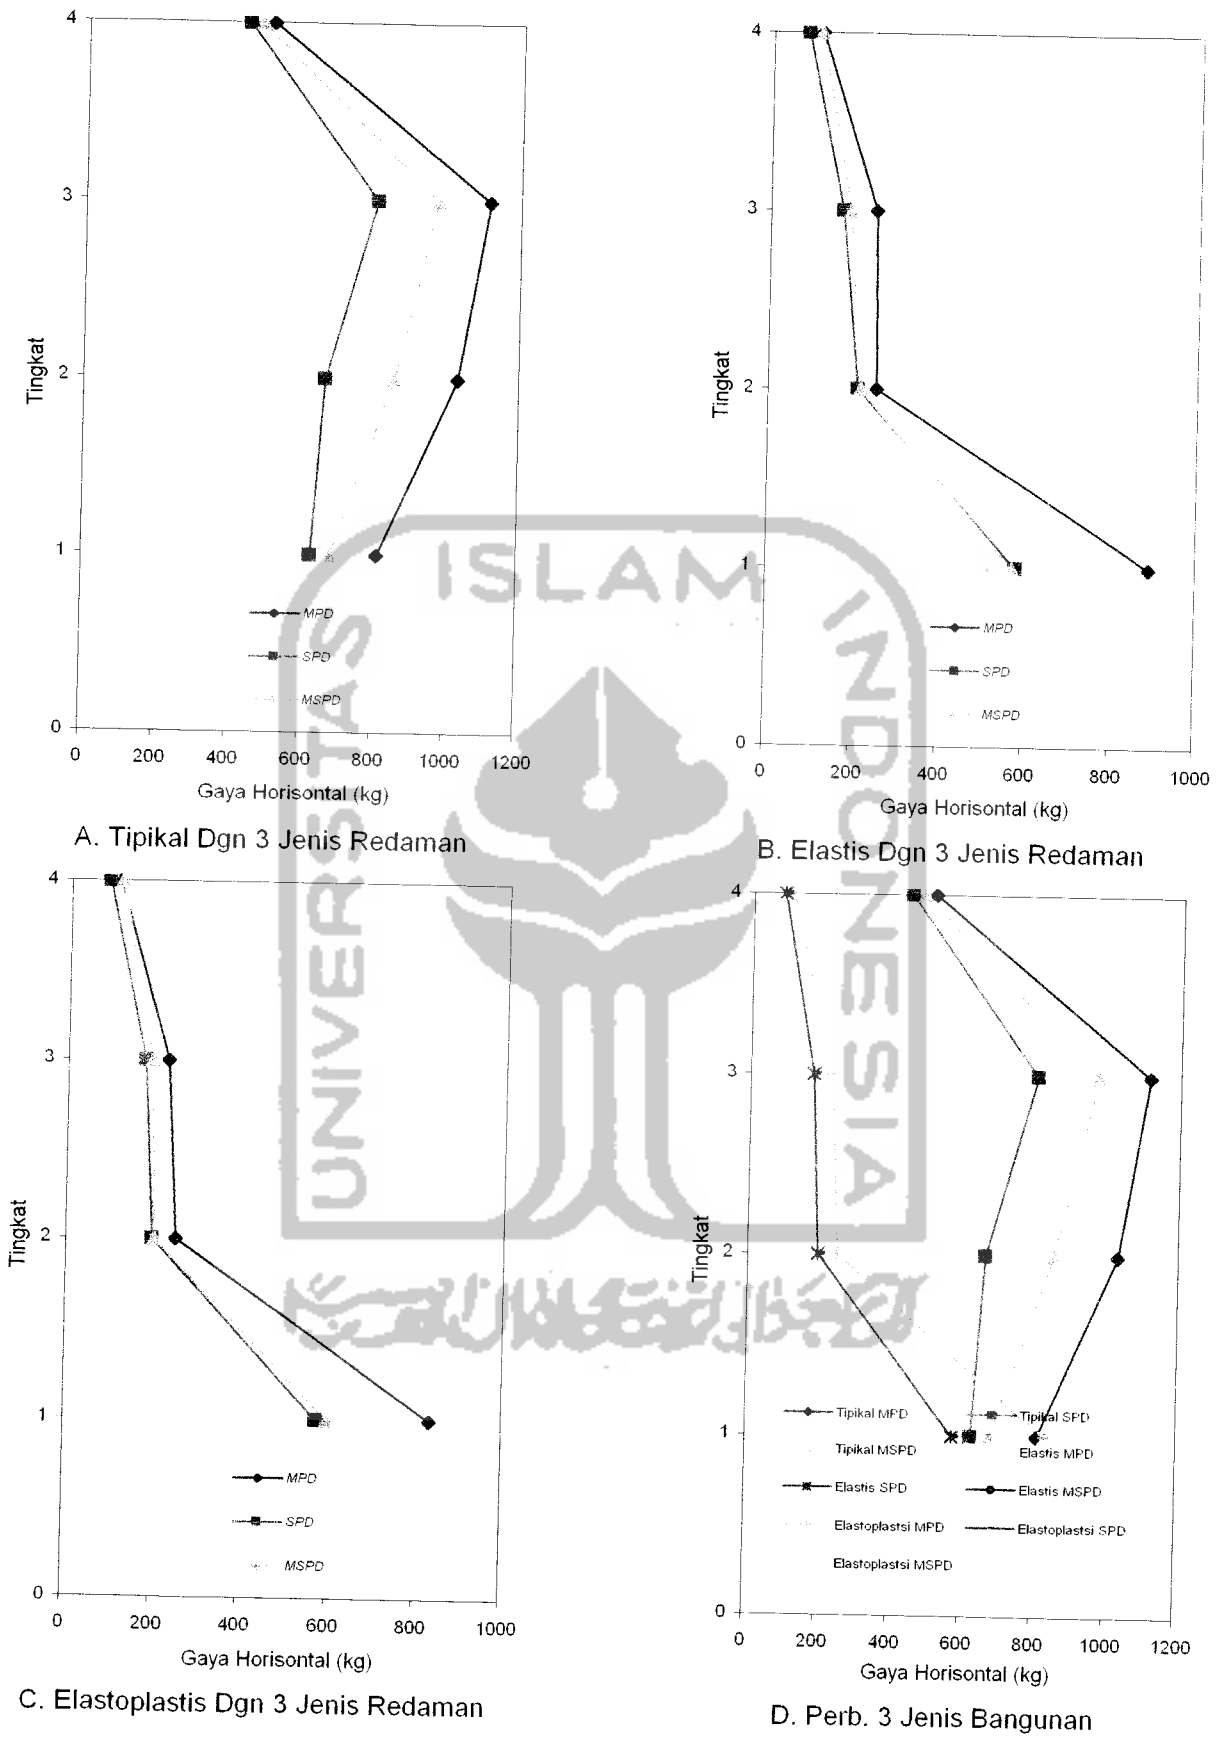 4
3
Tingkat
2
1
MPD
SPD
MSPD
0
0 200 400 600 800 1000 1200
Gaya Horisontal (kg)
A. Tipikal Dgn 3 Jenis Redaman
4
3
Tingkat
2
1
MPD
SPD
MSPD
0
0 200 400 600 800 1000
Gaya Horisontal (kg)
B. Elastis Dgn 3 Jenis Redaman
4
3
Tingkat
2
1
MPD
SPD
MSPD
0
0 200 400 600 800 1000
Gaya Horisontal (kg)
C. Elastoplastis Dgn 3 Jenis Redaman
4
3
Tingkat
2
1
Tipikal MPD Tipikal SPD
Tipikal MSPD Elastis MPD
Elastis SPD Elastis MSPD
Elastoplastsi MPD Elastoplastsi SPD
Elastoplastsi MSPD
0
0 200 400 600 800 1000 1200
Gaya Horisontal (kg)
D. Perb. 3 Jenis Bangunan
UNIVERSITAS
ISLAM
INDONESIA